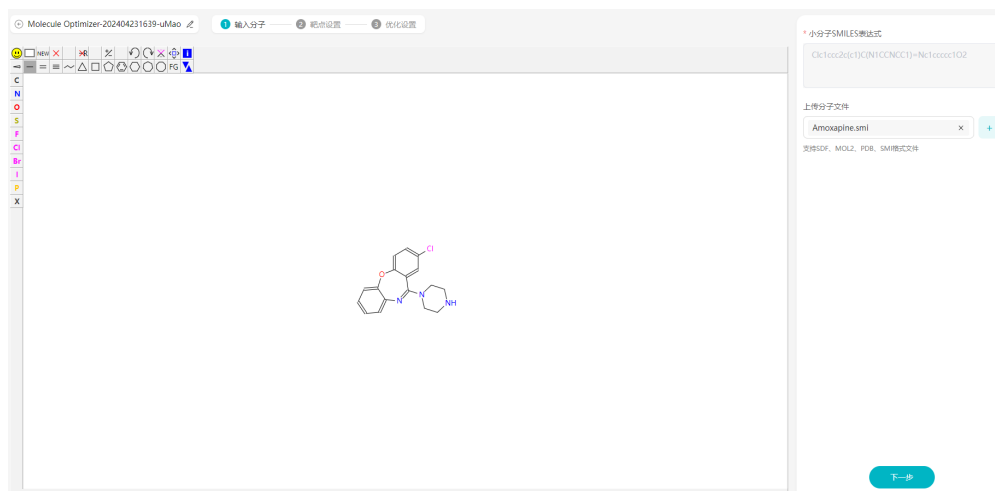 Molecule Optimizer-202404231639-uMao
1 输入分子 2 靶点设置 3 优化设置
NEW R i
FG
C
N
O
S
F
Cl
Br
I
P
X
Cl
O
N
N
NH
* 小分子SMILES表达式
Clc1ccc2c(c1)C(N1CCNCC1)=Nc1ccccc1O2
上传分子文件
Amoxapine.smi × +
支持SDF、MOL2、PDB、SMI格式文件
下一步